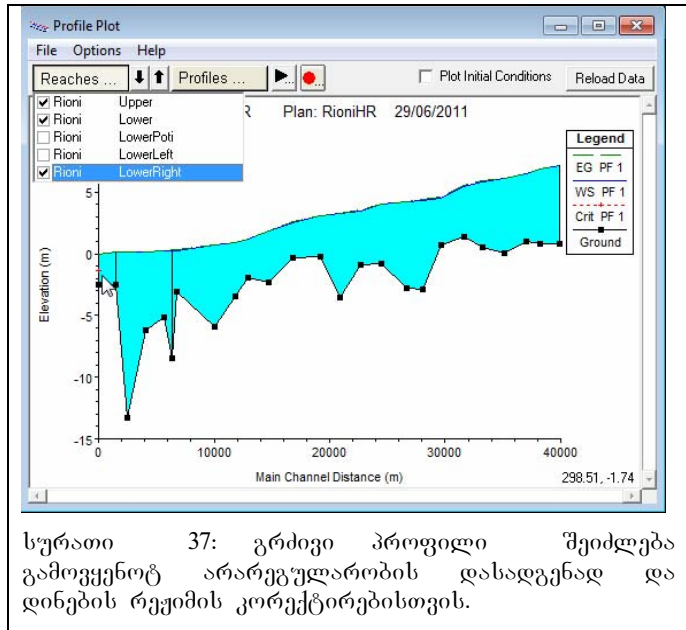 Profile Plot
File Options Help
Reaches ... Profiles ... Plot Initial Conditions Reload Data
Rioni Upper
Rioni Lower
Rioni LowerPoti
Rioni LowerLeft
Rioni LowerRight
R Plan: RioniHR 29/06/2011
Legend
EG PF 1
WS PF 1
Crit PF 1
Ground
5
0
-5
-10
-15
Elevation (m)
0 10000 20000 30000 40000
Main Channel Distance (m)
298.51, -1.74
სურათი 37: გრძივი პროფილი შეიძლება
გამოვყენოტ არარეგულარობის დასადგენად და
დინების რეჟიმის კორექტირებისთვის.